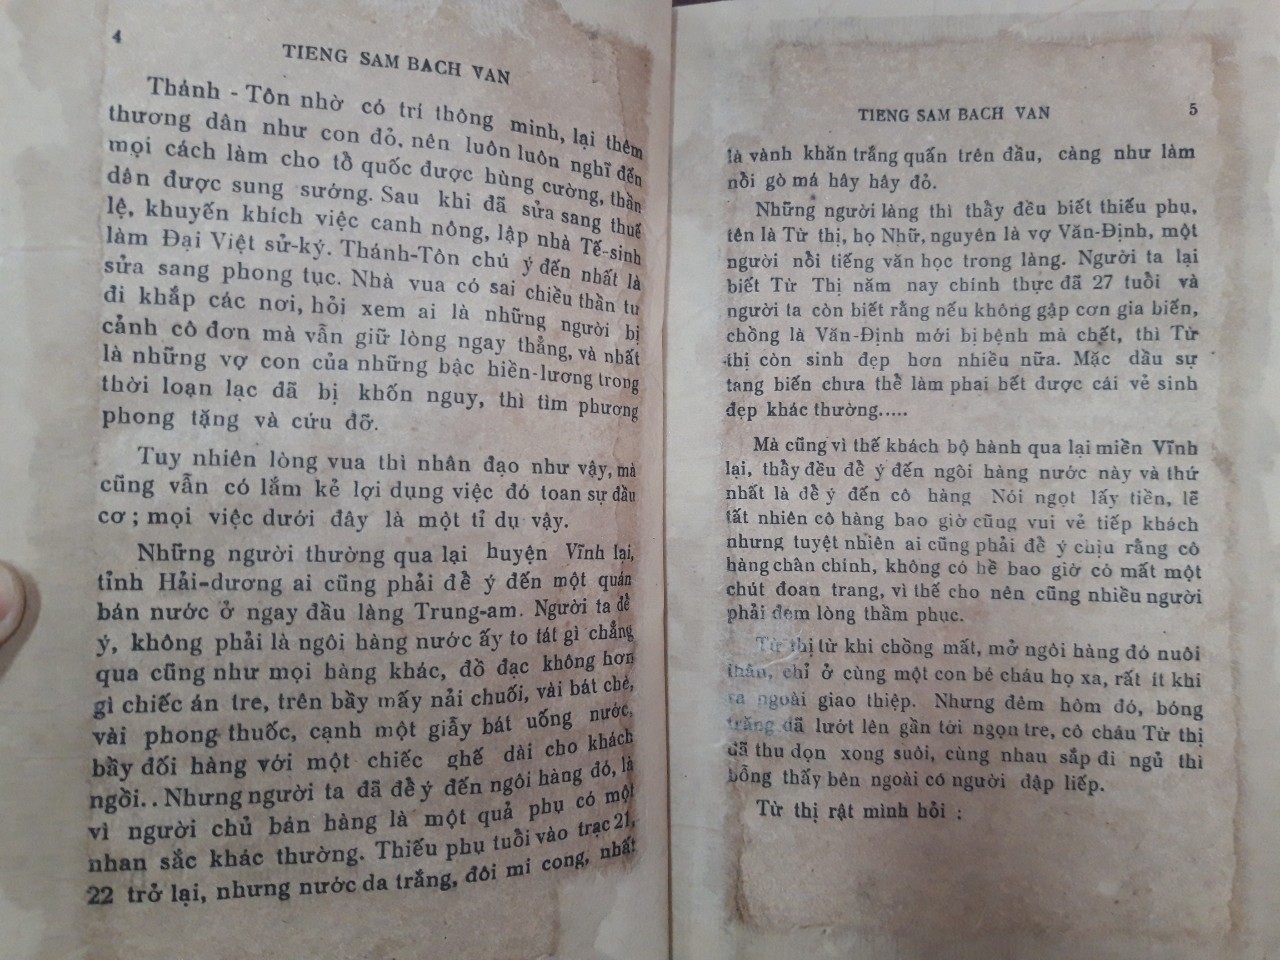 4
TIENG SAM BACH VAN
Thánh - Tôn nhờ có trí thông minh, lại thêm
thương dân như con đỏ, nên luôn luôn nghĩ đến
mọi cách làm cho tổ quốc được hùng cường, thần
dân được sung sướng. Sau khi đã sửa sang thuế
lệ, khuyến khích việc canh nông, lập nhà Tế-sinh
làm Đại Việt sử-ký. Thánh-Tôn chú ý đến nhất là
sửa sang phong tục. Nhà vua có sai chiều thần tư
đi khắp các nơi, hỏi xem ai là những người bị
cảnh cô đơn mà vẫn giữ lòng ngay thẳng, và nhất
là những vợ con của những bậc hiền-lương trong
thời loạn lạc đã bị khốn nguy, thì tìm phương
phong tặng và cứu đỡ.
Tuy nhiên lòng vua thì nhân đạo như vậy, mà
cũng vẫn có lắm kẻ lợi dụng việc đó toan sự đầu
cơ ; mọi việc dưới đây là một tỉ dụ vậy.
Những người thường qua lại huyện Vĩnh lại,
tỉnh Hải-dương ai cũng phải để ý đến một quán
bán nước ở ngay đầu làng Trung-am. Người ta để
ý, không phải là ngôi hàng nước ấy to tát gì chẳng
qua cũng như mọi hàng khác, đồ đạc không hơn
gì chiếc án tre, trên bầy mấy nải chuối, vài bát chè,
vài phong thuốc, cạnh một giẫy bát uống nước,
bầy đối hàng với một chiếc ghế dài cho khách
ngồi.. Nhưng người ta đã để ý đến ngôi hàng đó, là
vì người chủ bán hàng là một quả phụ có một
nhan sắc khác thường. Thiếu phụ tuổi vào trạc 21,
22 trở lại, nhưng nước da trắng, đôi mi cong, nhất
TIENG SAM BACH VAN
5
là vành khăn trắng quấn trên đầu, càng như làm
nổi gò má hây hây đỏ.
Những người làng thì thẩy đều biết thiếu phụ,
tên là Từ thị, họ Nhữ, nguyên là vợ Văn-Định, một
người nổi tiếng văn học trong làng. Người ta lại
biết Từ Thị năm nay chính thực đã 27 tuổi và
người ta còn biết rằng nếu không gập cơn gia biến,
chồng là Văn-Định mới bị bệnh mà chết, thì Từ
thị còn sinh đẹp hơn nhiều nữa. Mặc dầu sự
tang biến chưa thể làm phai hết được cái vẻ sinh
đẹp khác thường.....
Mà cũng vì thế khách bộ hành qua lại miền Vĩnh
lại, thẩy đều để ý đến ngôi hàng nước này và thứ
nhất là để ý đến cô hàng Nói ngọt lấy tiền, lẽ
tất nhiên cô hàng bao giờ cũng vui vẻ tiếp khách
nhưng tuyệt nhiên ai cũng phải để ý chịu rằng cô
hàng chân chính, không có hề bao giờ có mất một
chút đoan trang, vì thế cho nên cũng nhiều người
phải đem lòng thầm phục.
Từ thị từ khi chồng mất, mở ngôi hàng đó nuôi
thân, chỉ ở cùng một con bé cháu họ xa, rất ít khi
ra ngoài giao thiệp. Nhưng đêm hôm đó, bóng
trăng đã lướt lên gần tới ngọn tre, cô cháu Từ thị
đã thu dọn xong suôi, cùng nhau sắp đi ngủ thì
bỗng thấy bên ngoài có người dập liếp.
Từ thị rật mình hỏi :